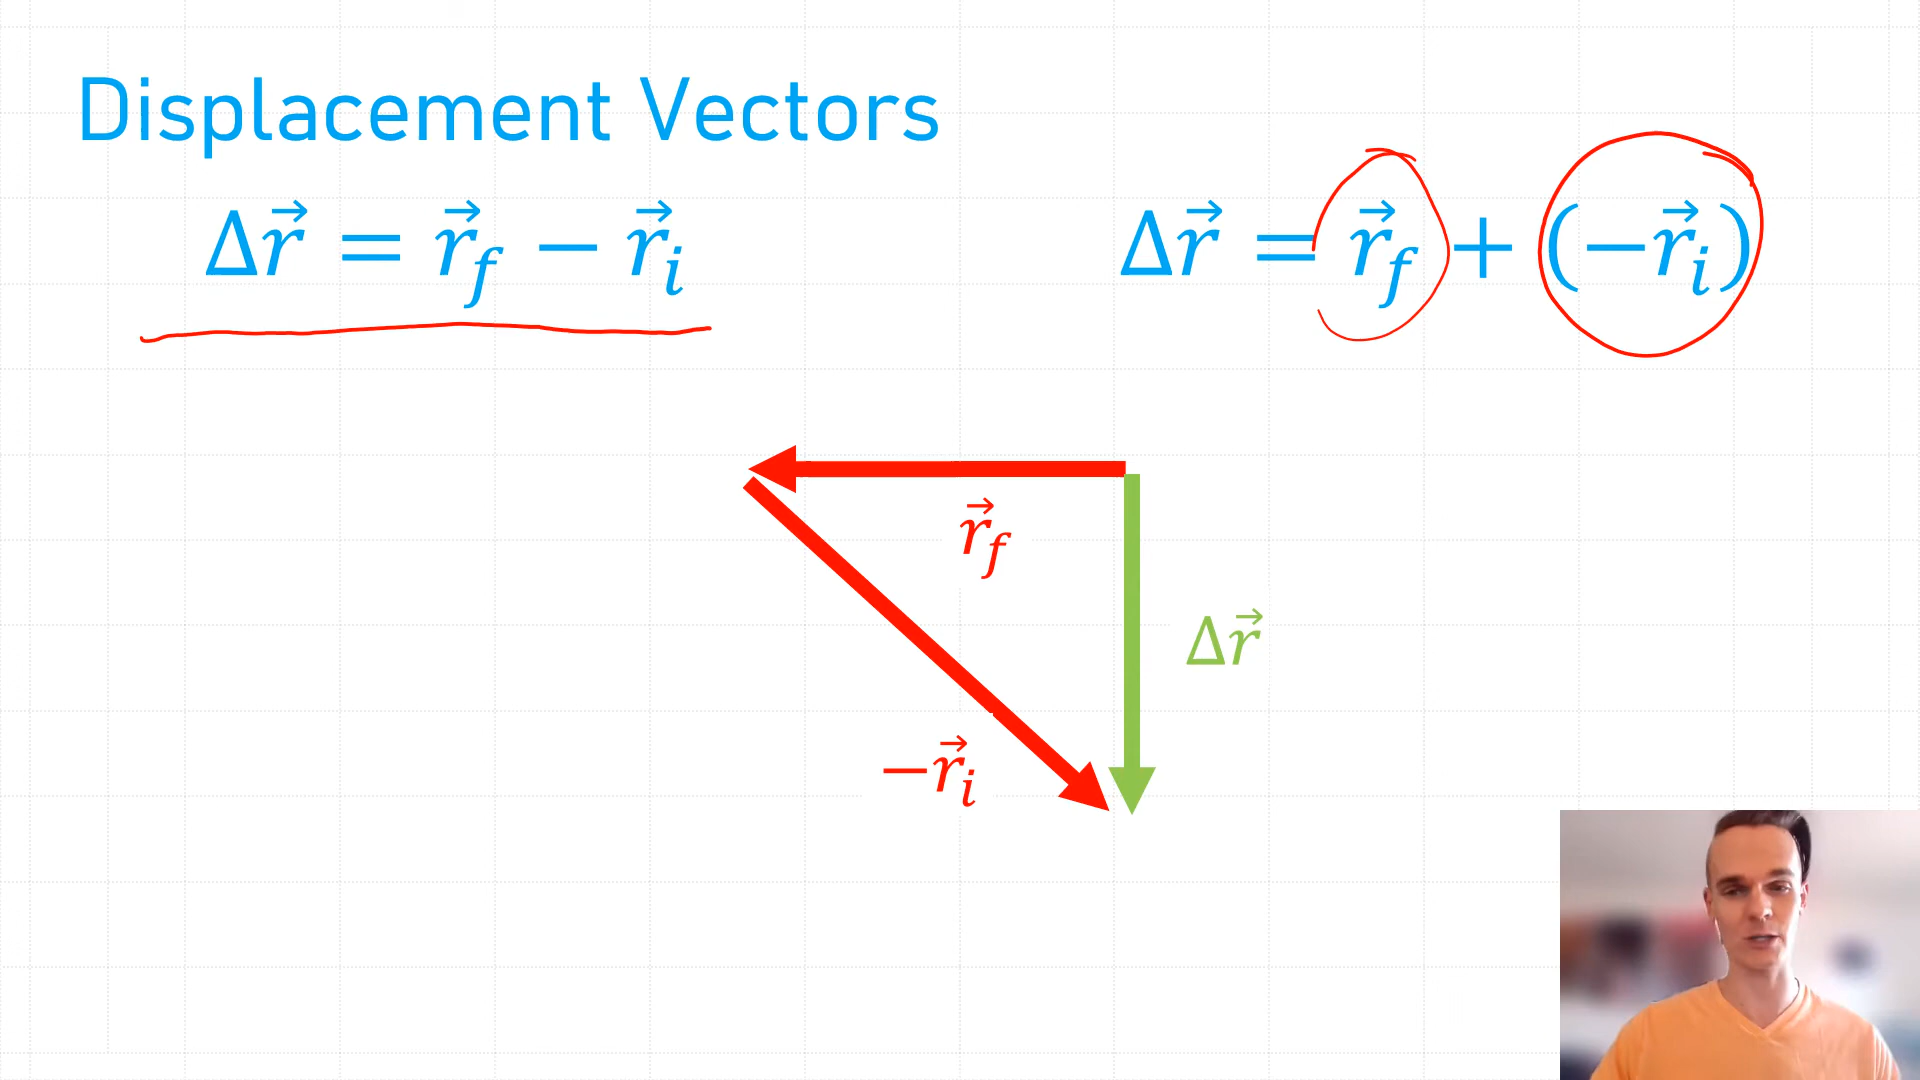 Displacement Vectors
Δr⃗ = r⃗_f − r⃗_i
Δr⃗ = r⃗_f + (−r⃗_i)
r⃗_f
Δr⃗
−r⃗_i